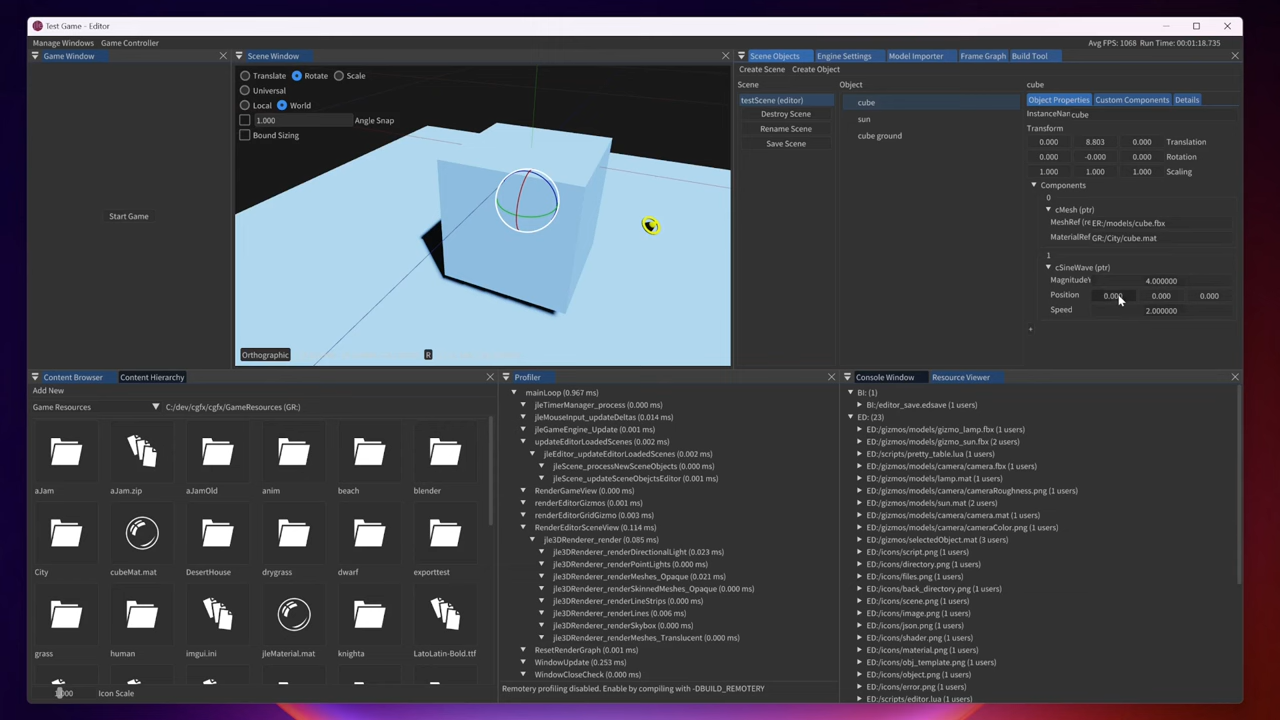 Test Game - Editor
Manage Windows Game Controller
Avg FPS: 1068 Run Time: 00:01:18.735
Game Window
Start Game
Scene Window
Translate Rotate Scale
Universal
Local World
1.000 Angle Snap
Bound Sizing
Orthographic
R
Scene Objects Engine Settings Model Importer Frame Graph Build Tool
Create Scene Create Object
Scene
testScene (editor)
Destroy Scene
Rename Scene
Save Scene
Object
cube
sun
cube ground
cube
Object Properties Custom Components Details
InstanceNan cube
Transform
0.000 8.803 0.000 Translation
0.000 -0.000 0.000 Rotation
1.000 1.000 1.000 Scaling
Components
0
cMesh (ptr)
MeshRef (re ER:/models/cube.fbx
MaterialRef GR:/City/cube.mat
1
cSineWave (ptr)
Magnitude 4.000000
Position 0.000 0.000 0.000
Speed 2.000000
+
Content Browser Content Hierarchy
Add New
Game Resources C:/dev/cgfx/GameResources (GR:)
aJam aJam.zip aJamOld anim beach blender
City cubeMat.mat DesertHouse drygrass dwarf exporttest
grass human imgui.ini jleMaterial.mat knighta LatoLatin-Bold.ttf
Icon Scale
Profiler
mainLoop (0.967 ms)
jleTimerManager_process (0.000 ms)
jleMouseInput_updateDeltas (0.014 ms)
jleGameEngine_Update (0.001 ms)
updateEditorLoadedScenes (0.002 ms)
jleEditor_updateEditorLoadedScenes (0.002 ms)
jleScene_processNewSceneObjects (0.000 ms)
jleScene_updateSceneObejctsEditor (0.001 ms)
RenderGameView (0.000 ms)
renderEditorGizmos (0.001 ms)
renderEditorGridGizmo (0.003 ms)
RenderEditorSceneView (0.114 ms)
jle3DRenderer_render (0.085 ms)
jle3DRenderer_renderDirectionalLight (0.023 ms)
jle3DRenderer_renderPointLights (0.000 ms)
jle3DRenderer_renderMeshes_Opaque (0.021 ms)
jle3DRenderer_renderSkinnedMeshes_Opaque (0.000 ms)
jle3DRenderer_renderLineStrips (0.000 ms)
jle3DRenderer_renderLines (0.006 ms)
jle3DRenderer_renderSkybox (0.000 ms)
jle3DRenderer_renderMeshes_Translucent (0.000 ms)
ResetRenderGraph (0.001 ms)
WindowUpdate (0.253 ms)
WindowCloseCheck (0.000 ms)
Remotery profiling disabled. Enable by compiling with -DBUILD_REMOTERY
Console Window Resource Viewer
BI: (1)
BI:/editor_save.edsave (1 users)
ED: (23)
ED:/gizmos/models/gizmo_lamp.fbx (1 users)
ED:/gizmos/models/gizmo_sun.fbx (2 users)
ED:/scripts/pretty_table.lua (1 users)
ED:/gizmos/models/camera/camera.fbx (1 users)
ED:/gizmos/models/lamp.mat (1 users)
ED:/gizmos/models/camera/cameraRoughness.png (1 users)
ED:/gizmos/models/sun.mat (2 users)
ED:/gizmos/models/camera/camera.mat (1 users)
ED:/gizmos/models/camera/cameraColor.png (1 users)
ED:/gizmos/selectedObject.mat (3 users)
ED:/icons/script.png (1 users)
ED:/icons/directory.png (1 users)
ED:/icons/files.png (1 users)
ED:/icons/back_directory.png (1 users)
ED:/icons/scene.png (1 users)
ED:/icons/image.png (1 users)
ED:/icons/json.png (1 users)
ED:/icons/shader.png (1 users)
ED:/icons/material.png (1 users)
ED:/icons/obj_template.png (1 users)
ED:/icons/object.png (1 users)
ED:/icons/error.png (1 users)
ED:/scripts/editor.lua (1 users)